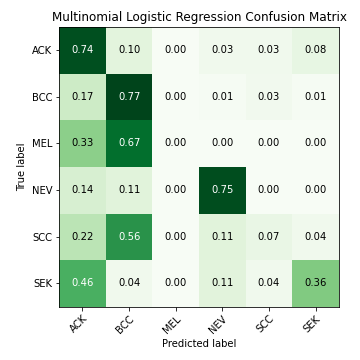 Multinomial Logistic Regression Confusion Matrix
ACK 0.74 0.10 0.00 0.03 0.03 0.08
BCC 0.17 0.77 0.00 0.01 0.03 0.01
MEL 0.33 0.67 0.00 0.00 0.00 0.00
NEV 0.14 0.11 0.00 0.75 0.00 0.00
SCC 0.22 0.56 0.00 0.11 0.07 0.04
SEK 0.46 0.04 0.00 0.11 0.04 0.36
True label
ACK BCC MEL NEV SCC SEK
Predicted label